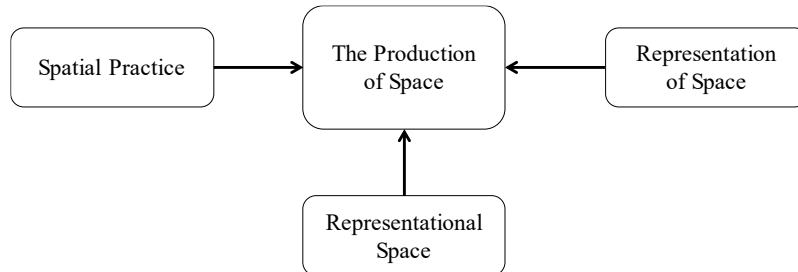 Spatial Practice
The Production
of Space
Representation
of Space
Representational
Space